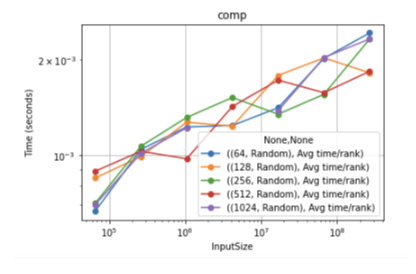 comp
Time (seconds)
2 × 10⁻³
10⁻³
None,None
((64, Random), Avg time/rank)
((128, Random), Avg time/rank)
((256, Random), Avg time/rank)
((512, Random), Avg time/rank)
((1024, Random), Avg time/rank)
10⁵ 10⁶ 10⁷ 10⁸
InputSize